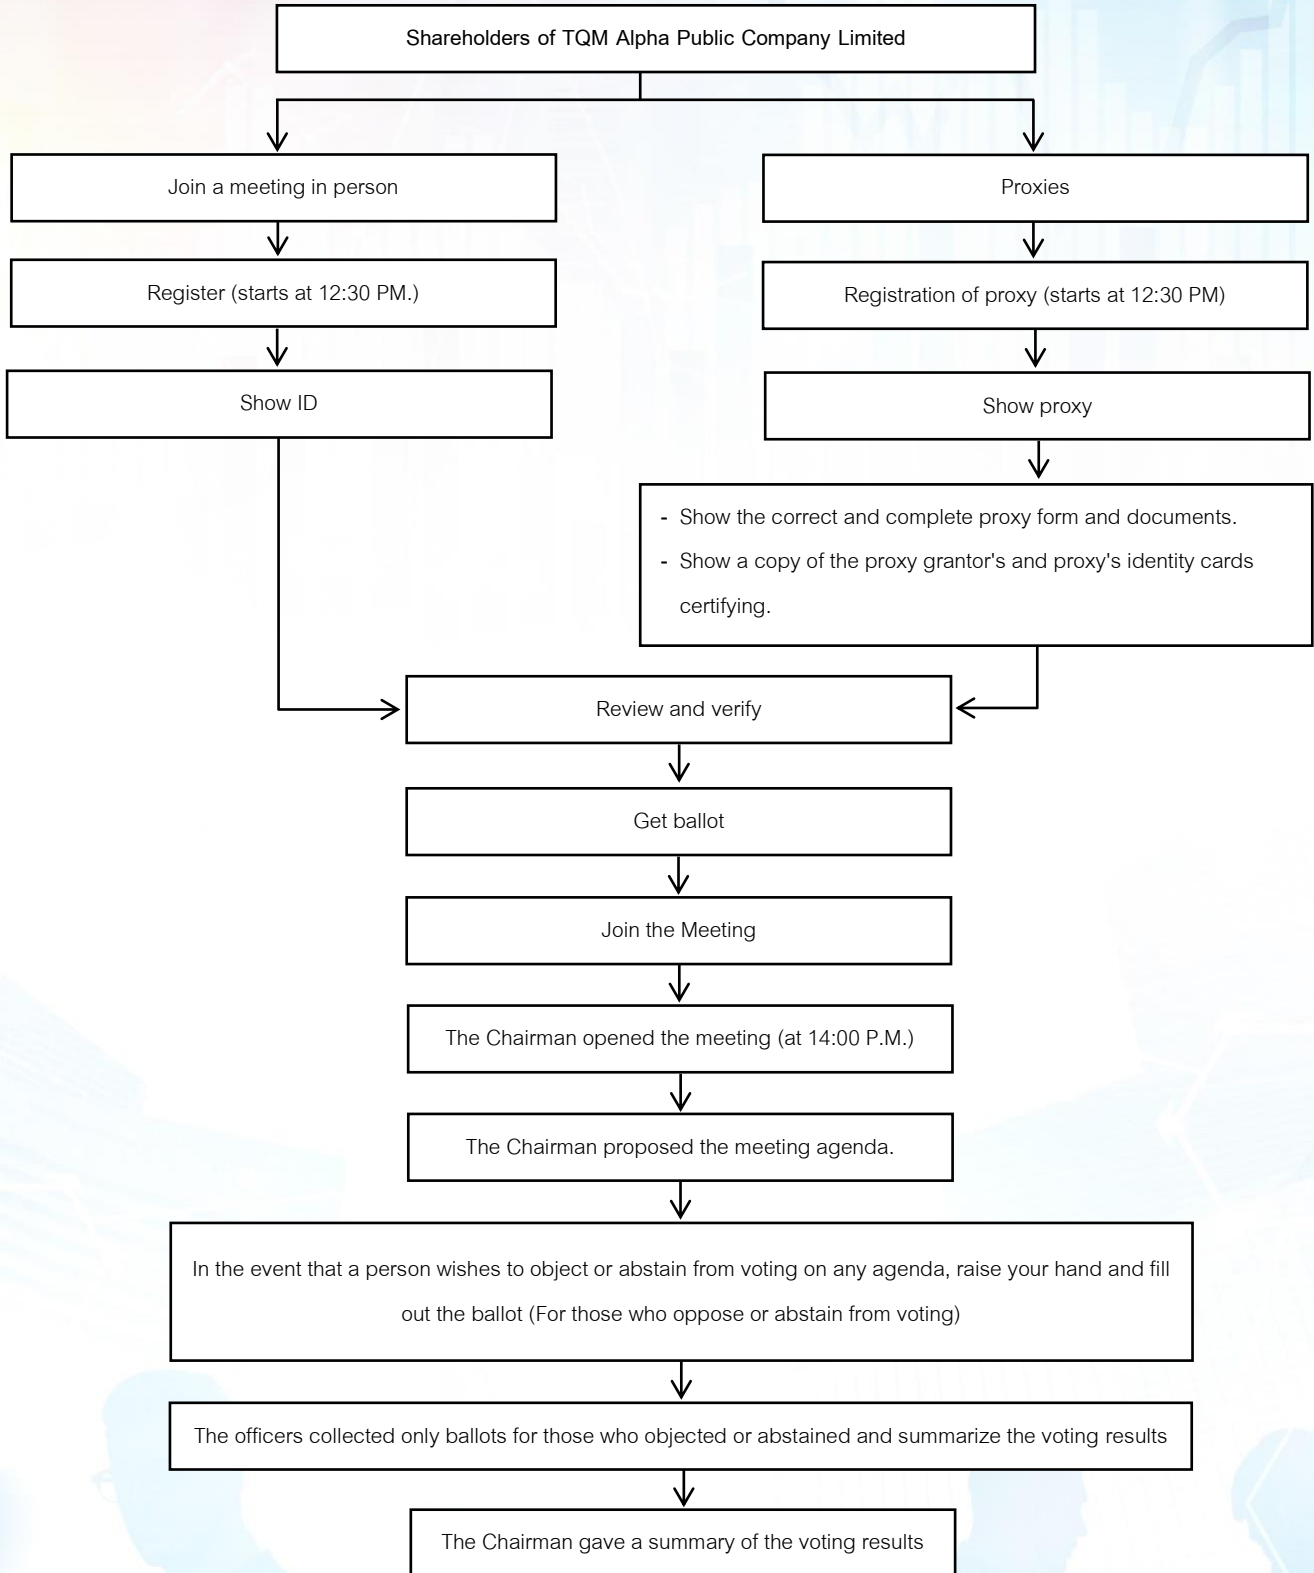 Shareholders of TQM Alpha Public Company Limited
Join a meeting in person
Proxies
Register (starts at 12:30 PM.)
Registration of proxy (starts at 12:30 PM)
Show ID
Show proxy
- Show the correct and complete proxy form and documents.
- Show a copy of the proxy grantor's and proxy's identity cards
certifying.
Review and verify
Get ballot
Join the Meeting
The Chairman opened the meeting (at 14:00 P.M.)
The Chairman proposed the meeting agenda.
In the event that a person wishes to object or abstain from voting on any agenda, raise your hand and fill
out the ballot (For those who oppose or abstain from voting)
The officers collected only ballots for those who objected or abstained and summarize the voting results
The Chairman gave a summary of the voting results